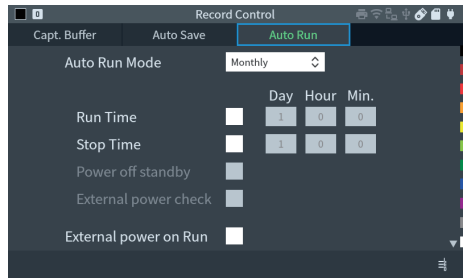 0 Record Control
Capt. Buffer Auto Save Auto Run
Auto Run Mode Monthly
Day Hour Min.
Run Time 1 0 0
Stop Time 1 0 0
Power off standby
External power check
External power on Run